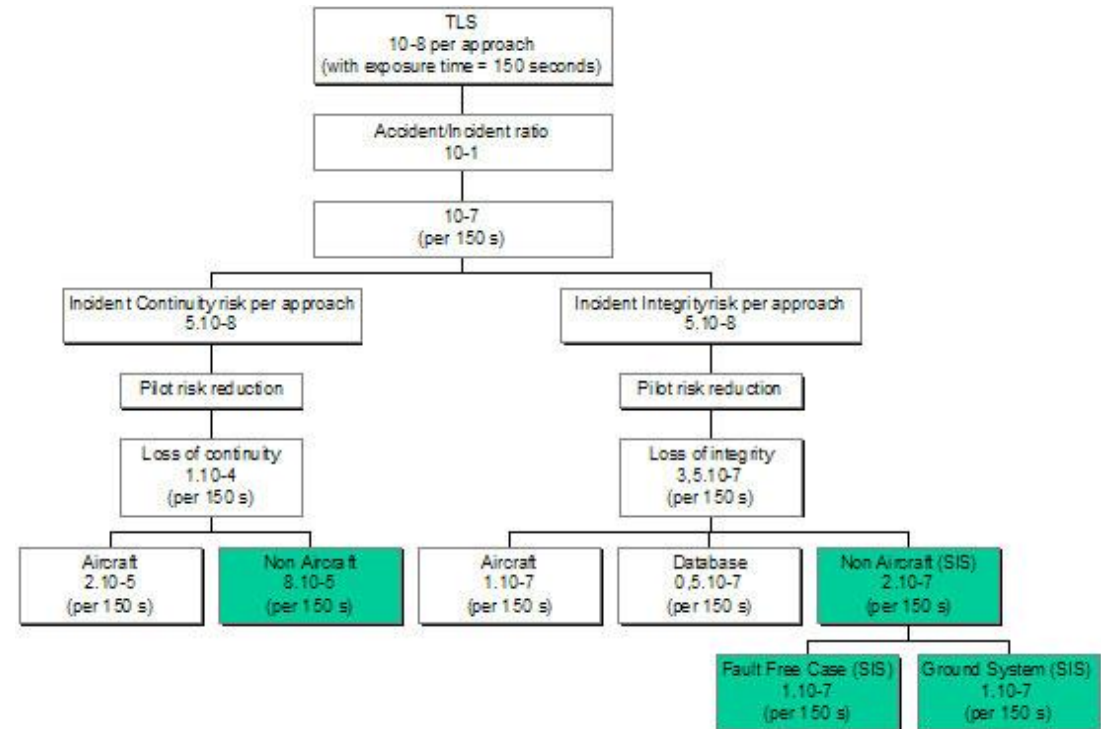 TLS
10-8 per approach
(with exposure time = 150 seconds)
Accident/Incident ratio
10-1
10-7
(per 150 s)
Incident Continuity risk per approach
5.10-8
Incident Integrity risk per approach
5.10-8
Pilot risk reduction
Pilot risk reduction
Loss of continuity
1.10-4
(per 150 s)
Loss of integrity
3,5.10-7
(per 150 s)
Aircraft
2.10-5
(per 150 s)
Non Aircraft
8.10-5
(per 150 s)
Aircraft
1.10-7
(per 150 s)
Database
0,5.10-7
(per 150 s)
Non Aircraft (SIS)
2.10-7
(per 150 s)
Fault Free Case (SIS)
1.10-7
(per 150 s)
Ground System (SIS)
1.10-7
(per 150 s)